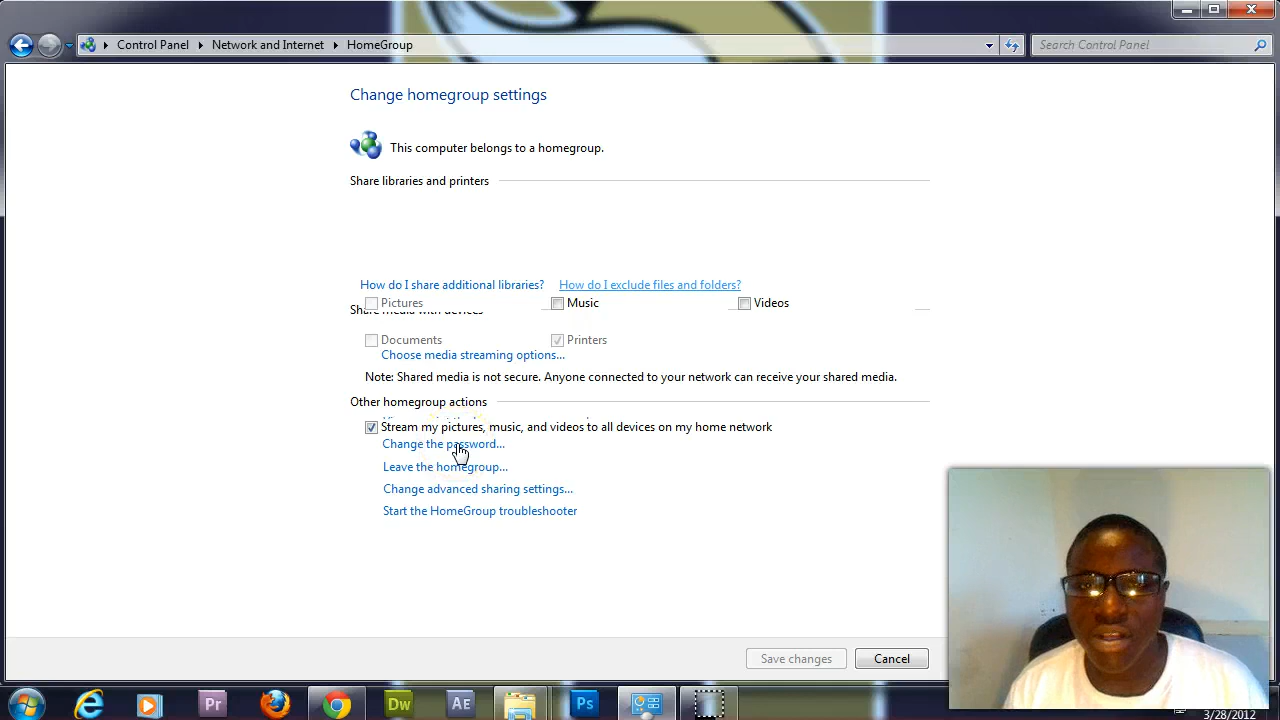 Control Panel Network and Internet HomeGroup Search Control Panel
Change homegroup settings
This computer belongs to a homegroup.
Share libraries and printers
How do I share additional libraries? How do I exclude files and folders?
Pictures Music Videos
Share media with devices
Documents Printers
Choose media streaming options...
Note: Shared media is not secure. Anyone connected to your network can receive your shared media.
Other homegroup actions
Stream my pictures, music, and videos to all devices on my home network
Change the password...
Leave the homegroup...
Change advanced sharing settings...
Start the HomeGroup troubleshooter
Save changes Cancel
Pr Dw AE Ps
3/28/2012